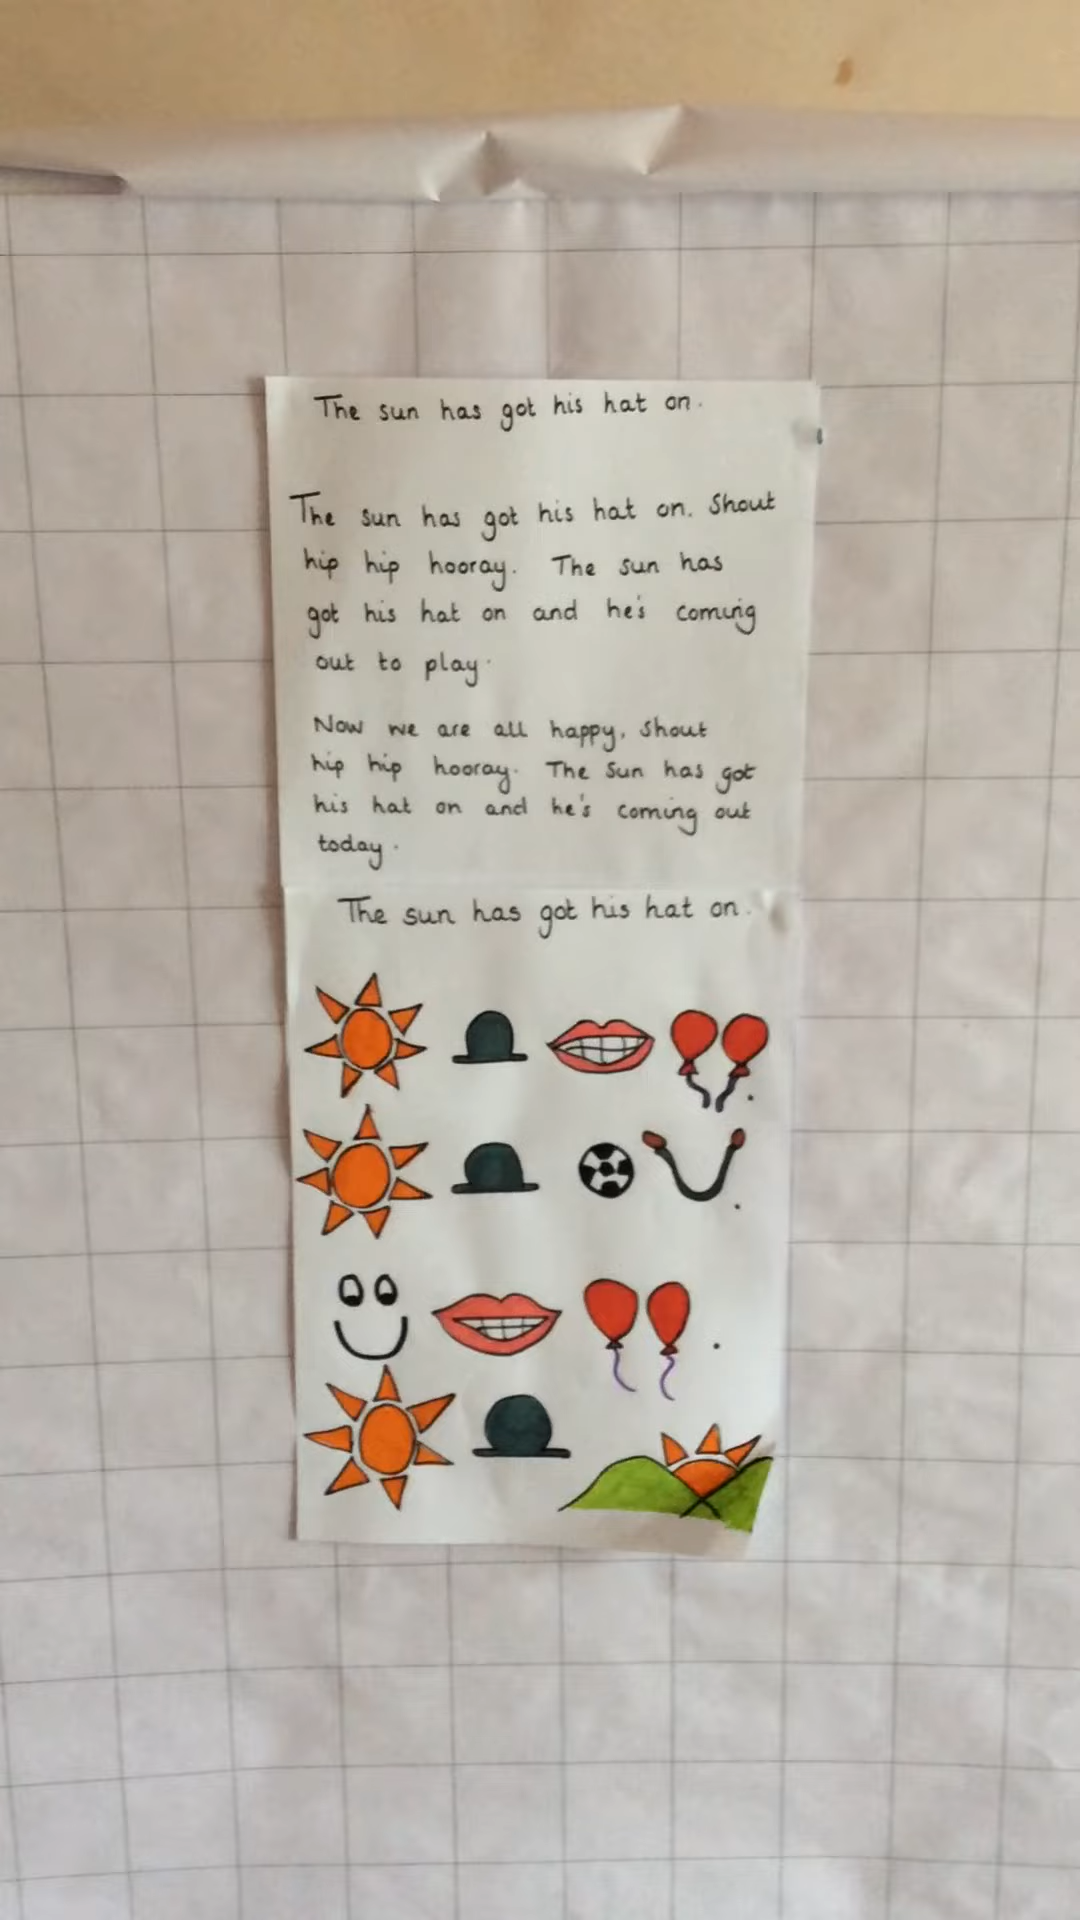 The sun has got his hat on.
The sun has got his hat on. Shout
hip hip hooray. The sun has
got his hat on and he's coming
out to play.
Now we are all happy, shout
hip hip hooray. The Sun has got
his hat on and he's coming out
today.
The sun has got his hat on.